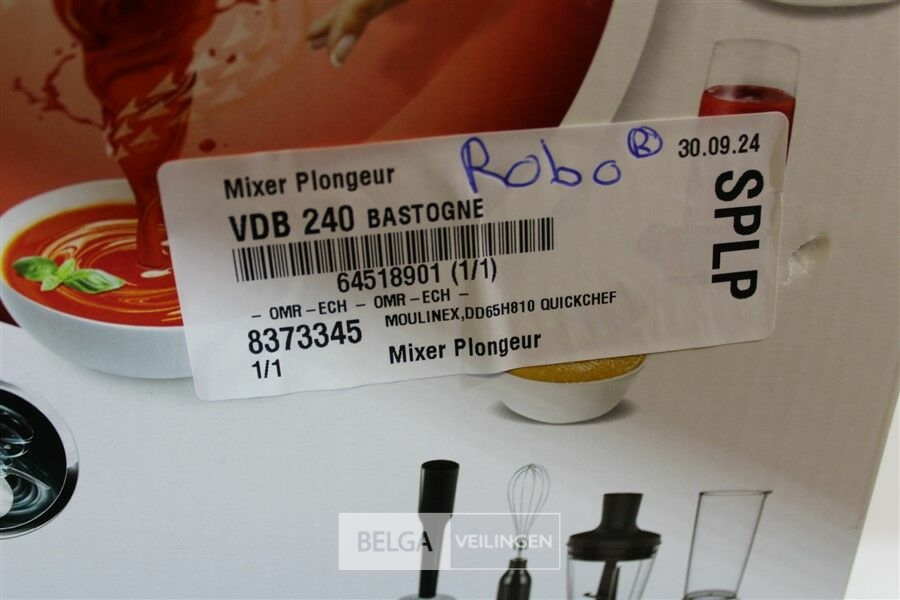 Mixer Plongeur
Robo R
30.09.24
VDB 240 BASTOGNE
SPLP
64518901 (1/1)
- OMR-ECH - OMR-ECH -
8373345
MOULINEX,DD65H810 QUICKCHEF
1/1
Mixer Plongeur
BELGA VEILINGEN